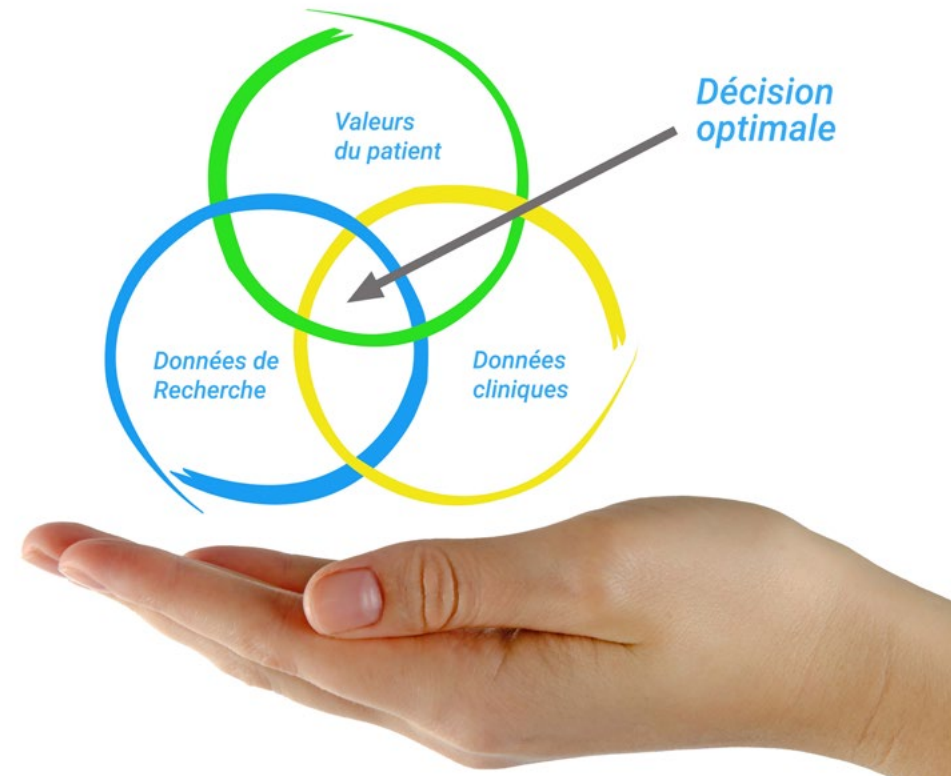 Valeurs
du patient
Décision
optimale
Données de
Recherche
Données
cliniques